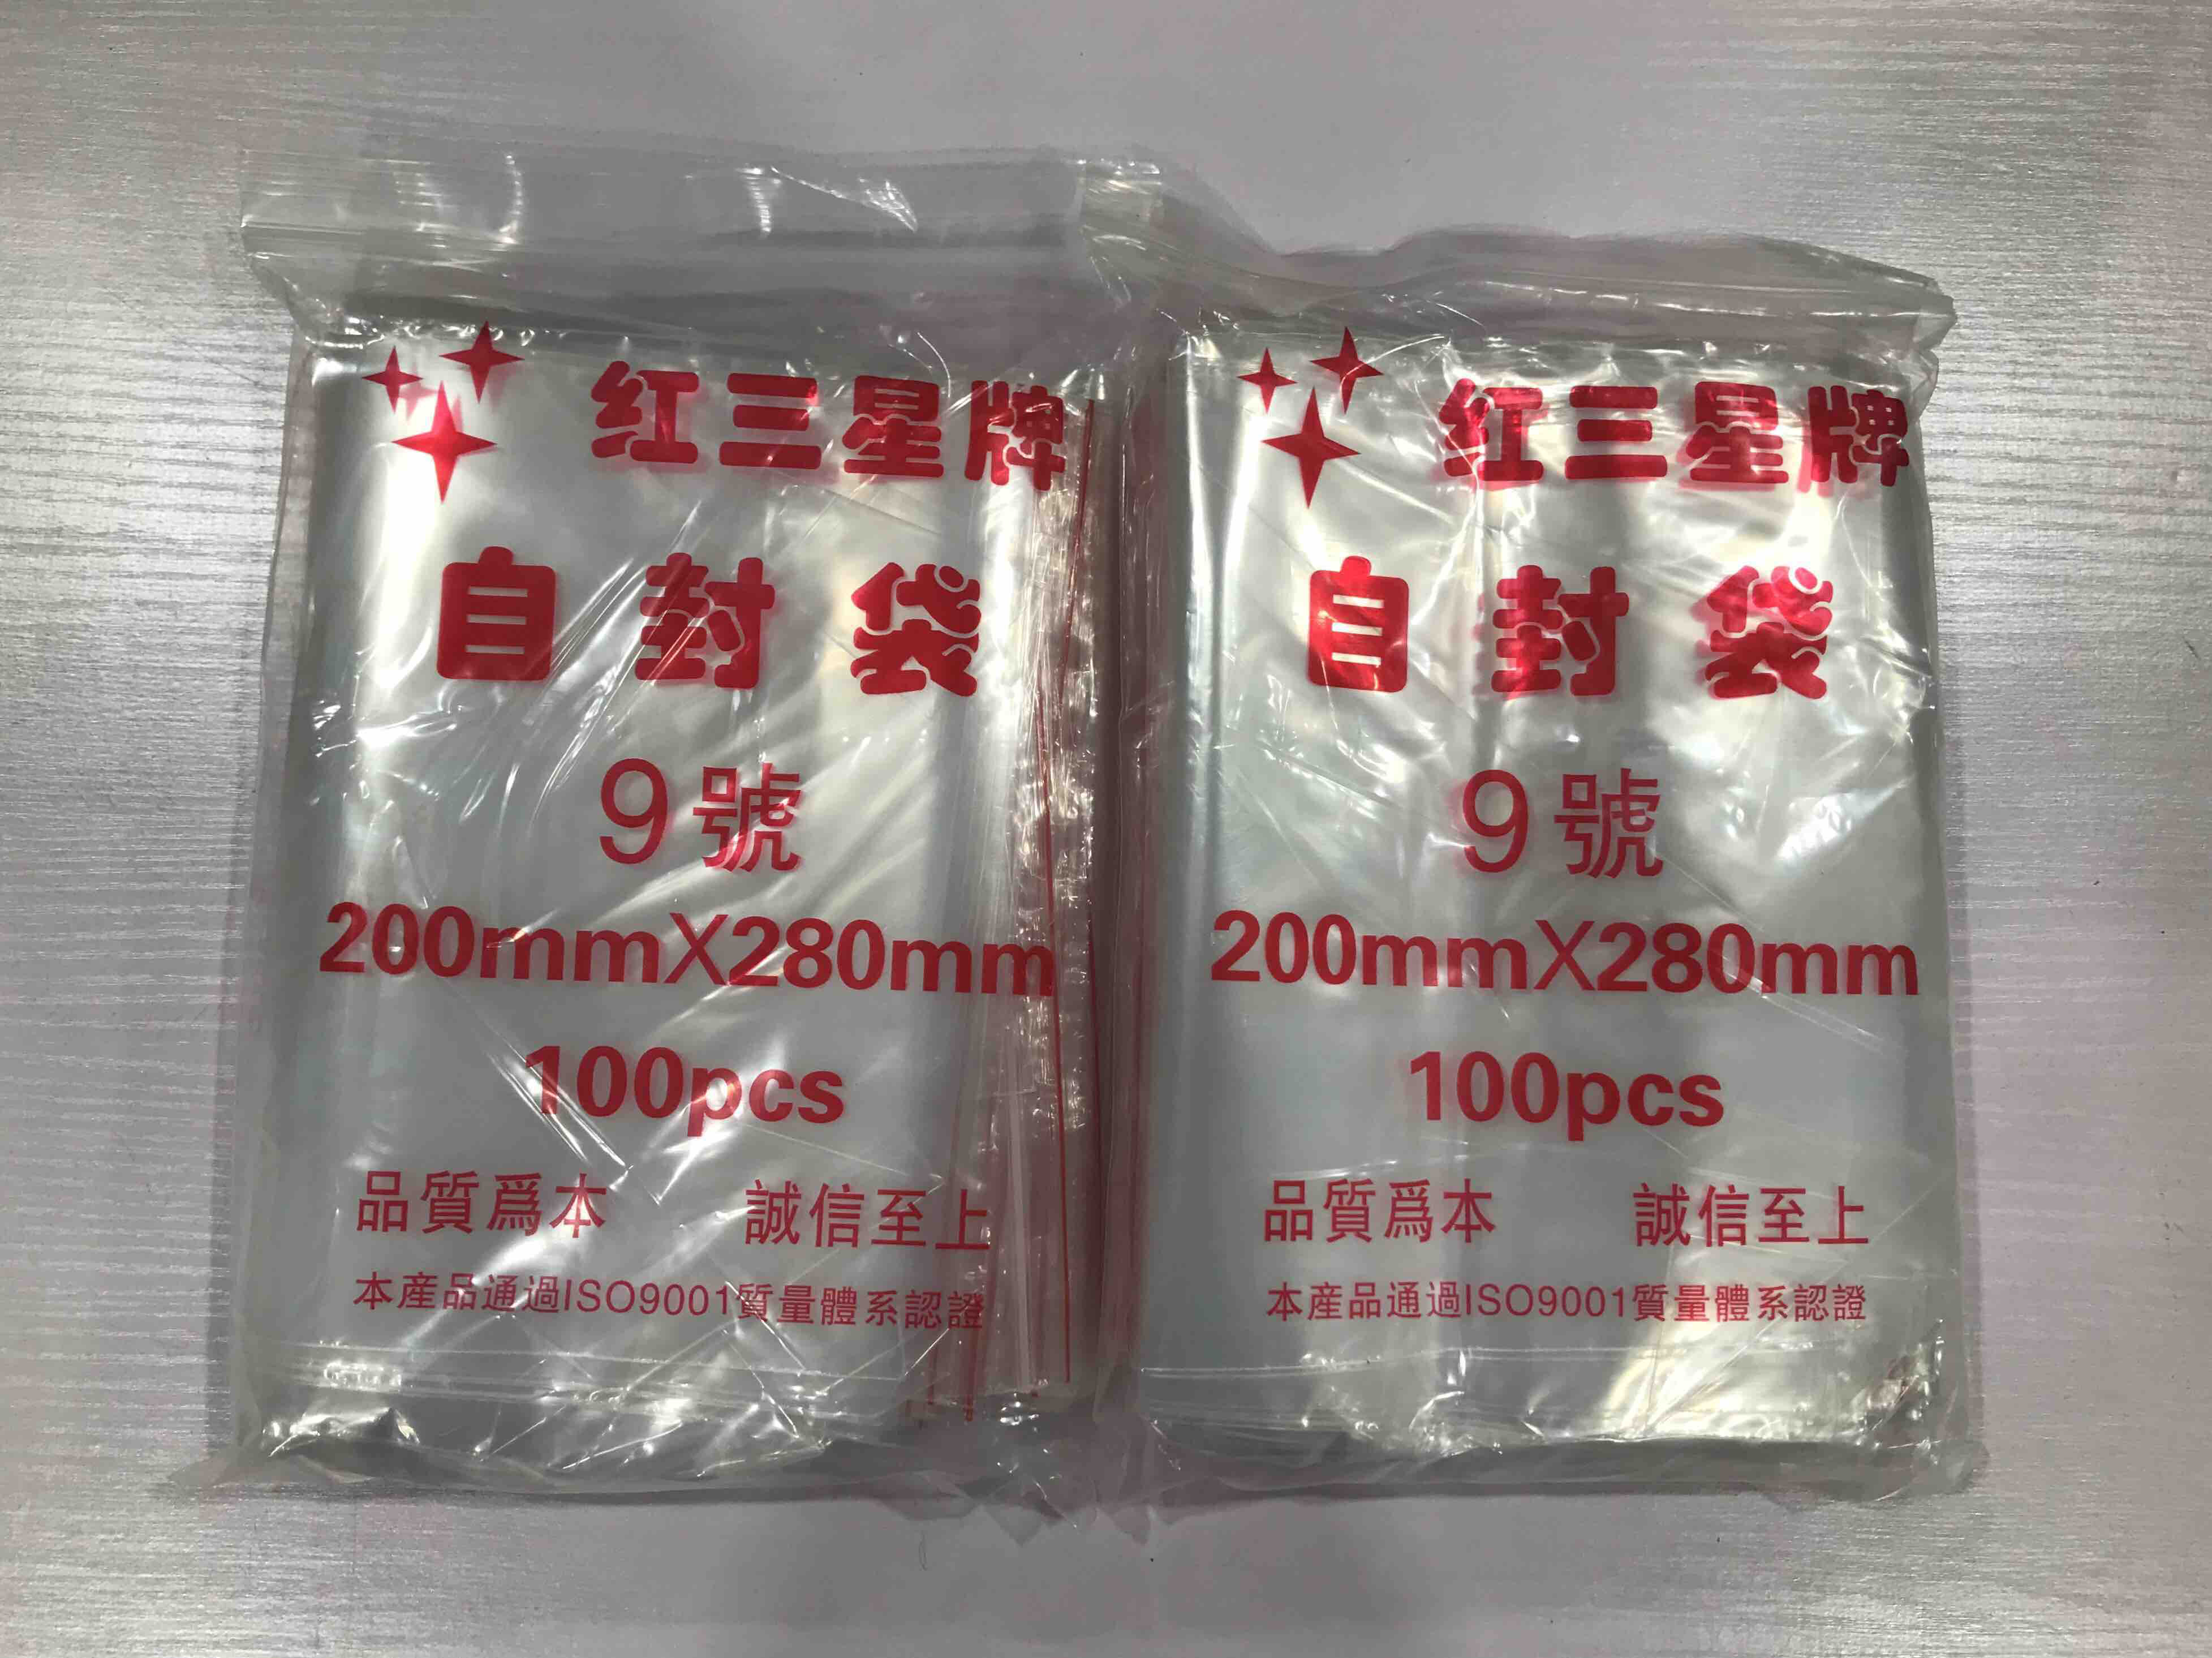 红三星牌
自封袋
9號
200mmX280mm
100pcs
品質爲本 誠信至上
本産品通過ISO9001質量體系認證
红三星牌
自封袋
9號
200mmX280mm
100pcs
品質爲本 誠信至上
本産品通過ISO9001質量體系認證